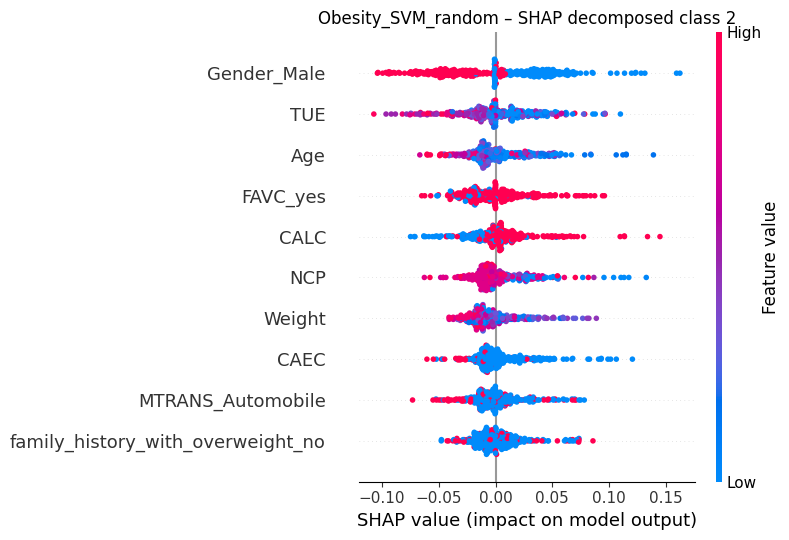 Obesity_SVM_random – SHAP decomposed class 2
High
Gender_Male
TUE
Age
FAVC_yes
CALC
NCP
Weight
CAEC
MTRANS_Automobile
family_history_with_overweight_no
Feature value
Low
−0.10 −0.05 0.00 0.05 0.10 0.15
SHAP value (impact on model output)